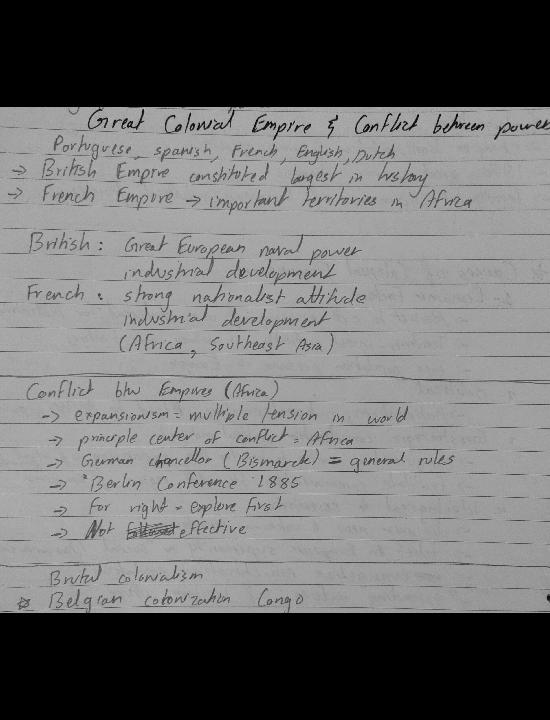 Great Colonial Empire & Conflict between power
Portuguese, spanish, French, English, Dutch
→ British Empire constituted largest in history
→ French Empire → important territories in Africa
British: Great European naval power
industrial development
French: strong nationalist attitude
industrial development
(Africa, Southeast Asia)
Conflict btw Empires (Africa)
→ expansionism = multiple tension in world
→ principle center of conflict = Africa
→ German chancellor (Bismarck) = general rules
→ "Berlin Conference 1885
→ For right = explore first
→ Not effective
Brutal colonialism
Belgian colonization Congo